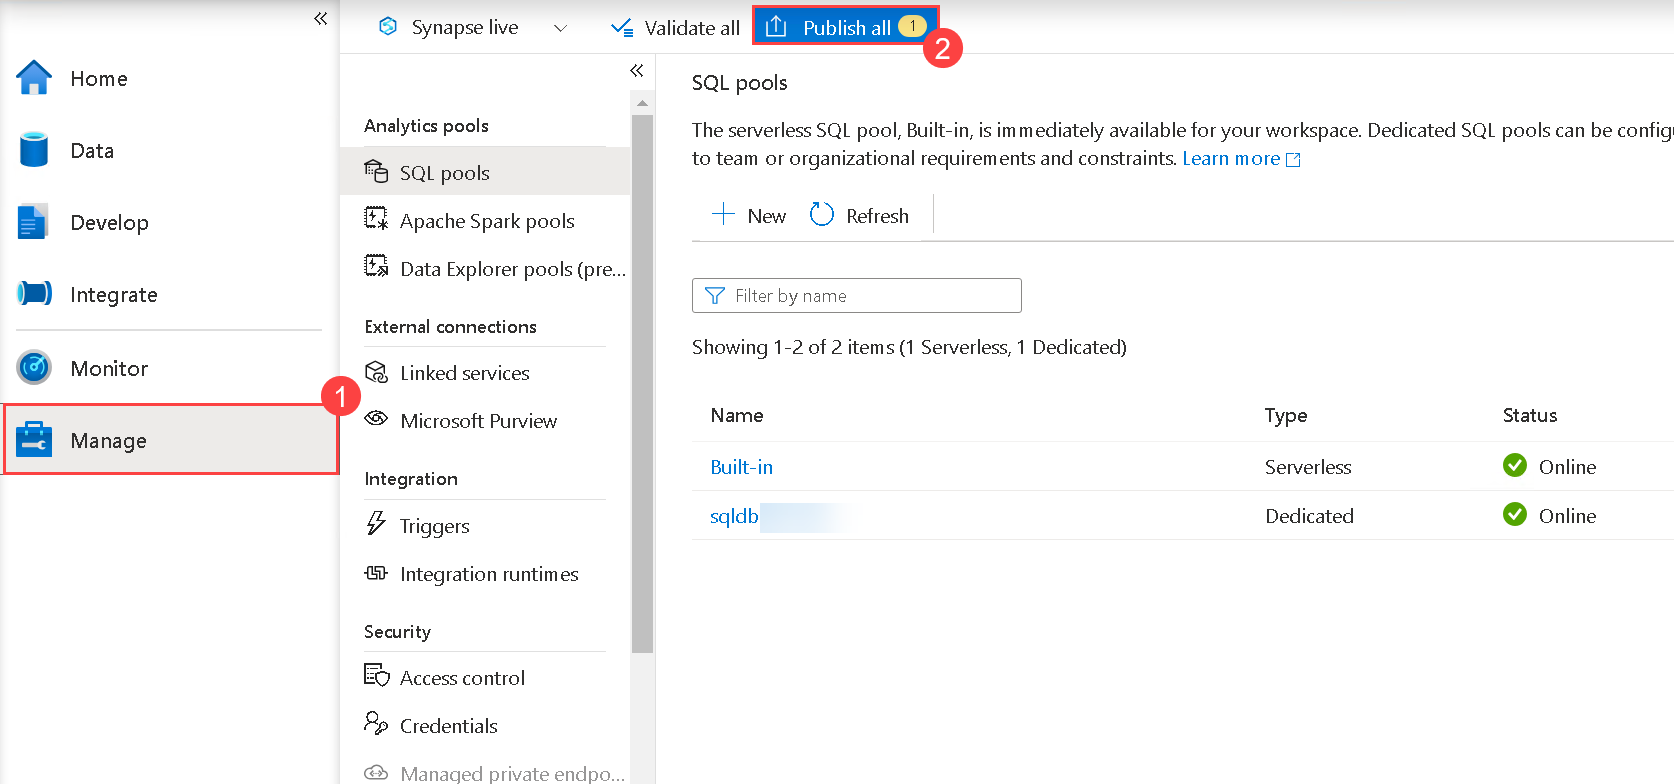 Synapse live
Validate all
Publish all 1
2
Home
Data
Develop
Integrate
Monitor
1
Manage
Analytics pools
SQL pools
Apache Spark pools
Data Explorer pools (pre...
External connections
Linked services
Microsoft Purview
Integration
Triggers
Integration runtimes
Security
Access control
Credentials
Managed private endpo...
SQL pools
The serverless SQL pool, Built-in, is immediately available for your workspace. Dedicated SQL pools can be configu
to team or organizational requirements and constraints. Learn more
New
Refresh
Filter by name
Showing 1-2 of 2 items (1 Serverless, 1 Dedicated)
Name Type Status
Built-in Serverless Online
sqldb Dedicated Online